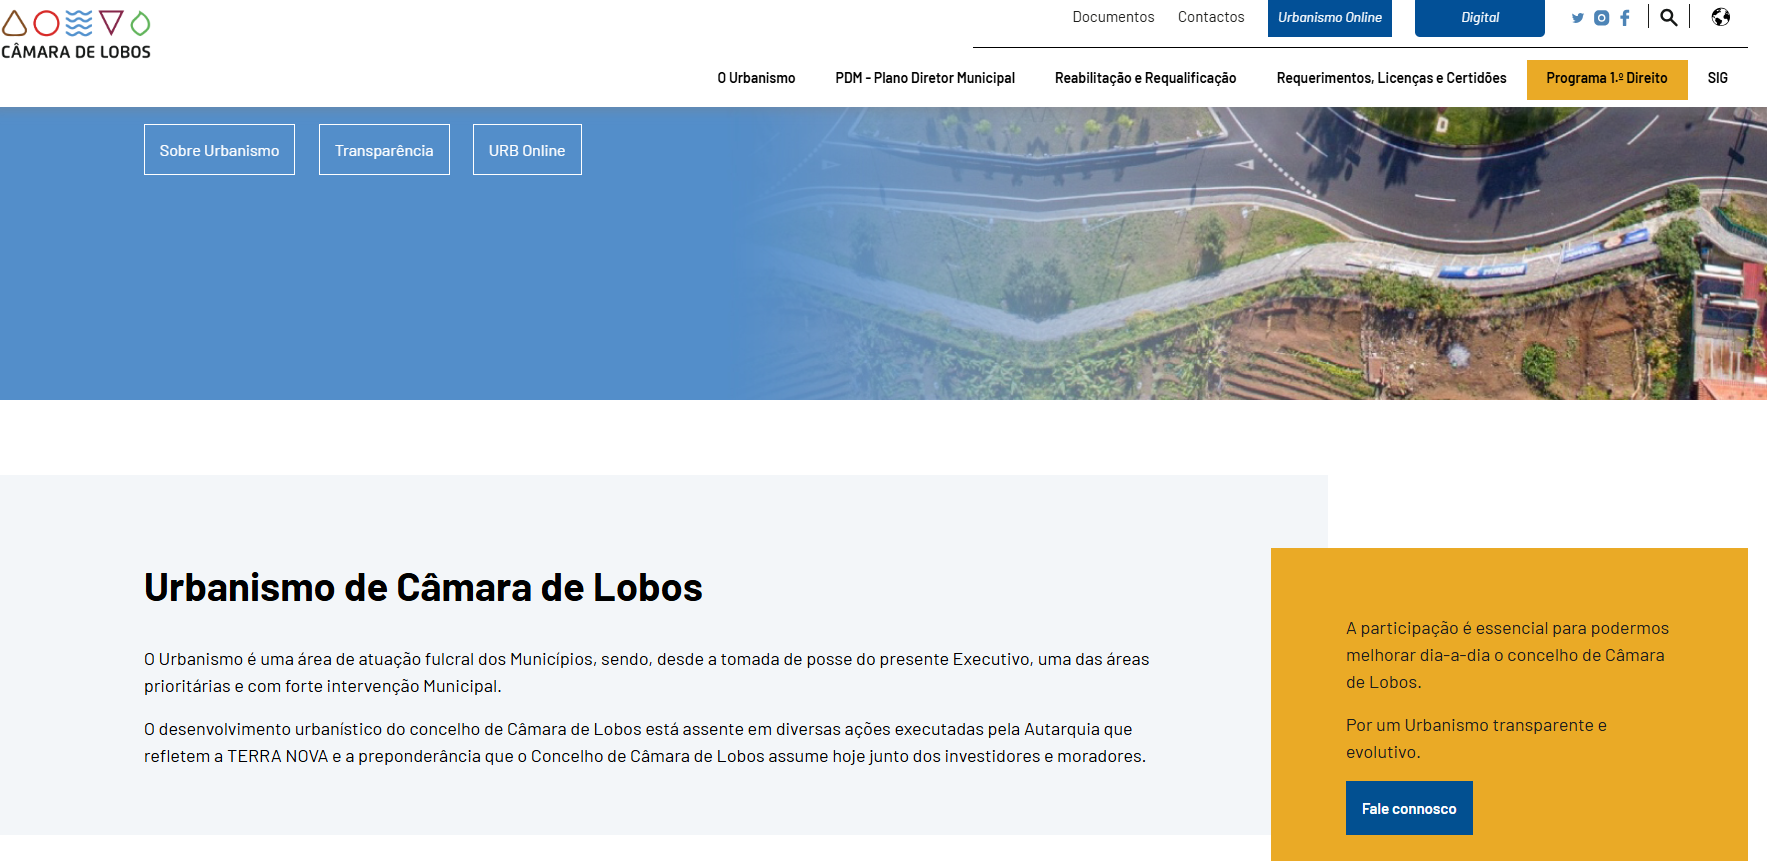 CÂMARA DE LOBOS
Documentos
Contactos
Urbanismo Online
Digital
O Urbanismo
PDM - Plano Diretor Municipal
Reabilitação e Requalificação
Requerimentos, Licenças e Certidões
Programa 1.º Direito
SIG
Sobre Urbanismo
Transparência
URB Online
Urbanismo de Câmara de Lobos
O Urbanismo é uma área de atuação fulcral dos Municípios, sendo, desde a tomada de posse do presente Executivo, uma das áreas
prioritárias e com forte intervenção Municipal.
O desenvolvimento urbanístico do concelho de Câmara de Lobos está assente em diversas ações executadas pela Autarquia que
refletem a TERRA NOVA e a preponderância que o Concelho de Câmara de Lobos assume hoje junto dos investidores e moradores.
A participação é essencial para podermos
melhorar dia-a-dia o concelho de Câmara
de Lobos.
Por um Urbanismo transparente e
evolutivo.
Fale connosco